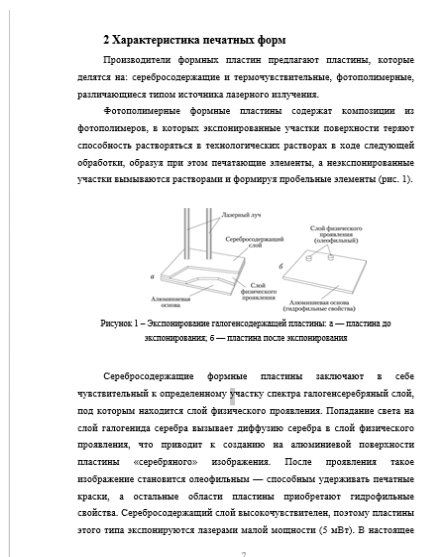 2 Характеристика печатных форм
Производители формных пластин предлагают пластины, которые
делятся на: серебросодержащие и термочувствительные, фотополимерные,
различающиеся типом источника лазерного излучения.
Фотополимерные формные пластины содержат композиции из
фотополимеров, в которых экспонированные участки поверхности теряют
способность растворяться в технологических растворах в ходе следующей
обработки, образуя при этом печатающие элементы, а неэкспонированные
участки вымываются растворами и формируя пробельные элементы (рис. 1).
Лазерный луч
Серебросодержащий
слой
Слой физического
проявления
(олеофильный)
а
б
Слой
физического
проявления
Алюминиевая
основа
Алюминиевая основа
(гидрофильные свойства)
Рисунок 1 – Экспонирование галогенсодержащей пластины: а — пластина до
экспонирования; б — пластина после экспонирования
Серебросодержащие формные пластины заключают в себе
чувствительный к определенному участку спектра галогенсеребряный слой,
под которым находится слой физического проявления. Попадание света на
слой галогенида серебра вызывает диффузию серебра в слой физического
проявления, что приводит к созданию на алюминиевой поверхности
пластины «серебряного» изображения. После проявления такое
изображение становится олеофильным — способным удерживать печатные
краски, а остальные области пластины приобретают гидрофильные
свойства. Серебросодержащий слой высокочувствителен, поэтому пластины
этого типа экспонируются лазерами малой мощности (5 мВт). В настоящее
7